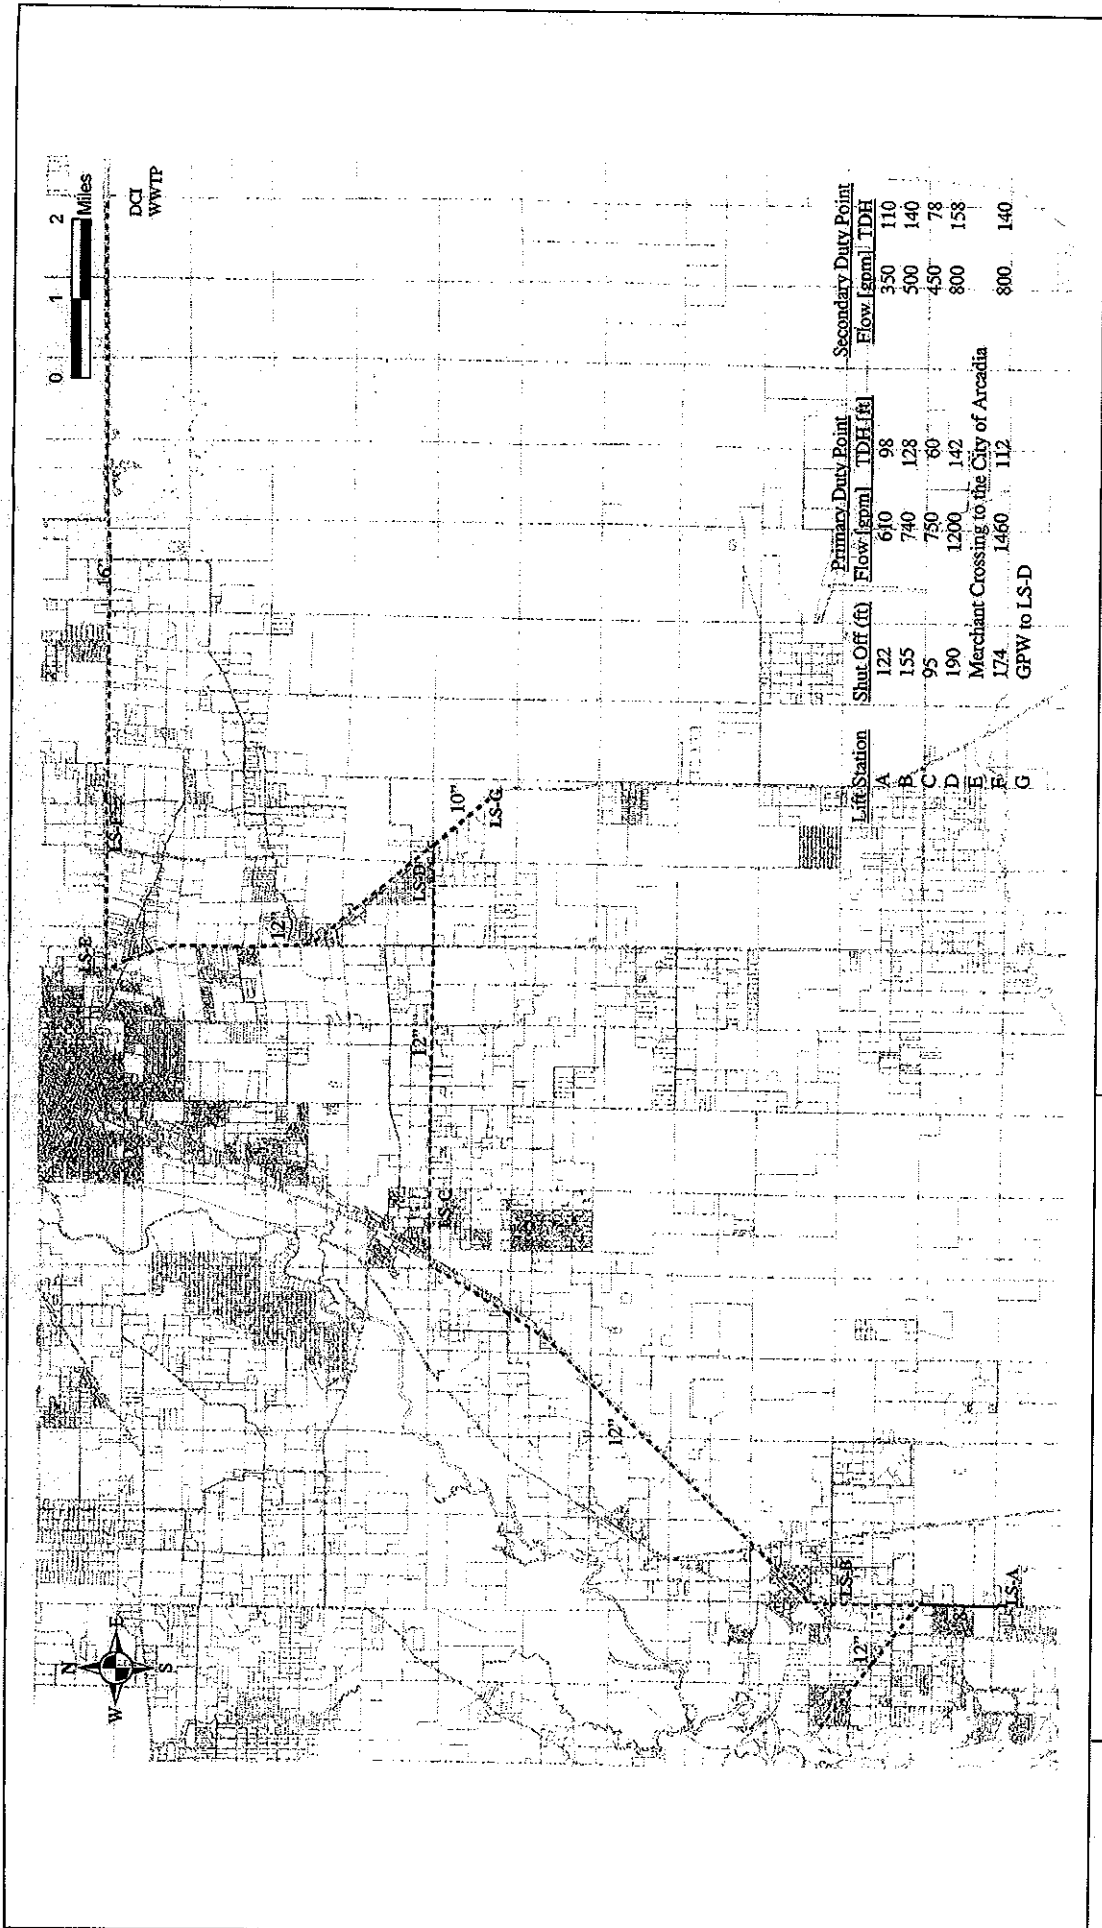 N
W E
S
0 1 2
Miles
DCI
WWTP
16"
LS-E
LS-F
12"
LS-D
10"
LS-G
12"
LS-C
12"
LS-B
12"
8"
LS-A
Primary Duty Point Secondary Duty Point
Lift Station Shut Off (ft) Flow [gpm] TDH [ft] Flow [gpm] TDH
A 122 610 98 350 110
B 155 740 128 500 140
C 95 750 60 450 78
D 190 1200 142 800 158
E Merchant Crossing to the City of Arcadia
F 174 1460 112 800 140
G GPW to LS-D